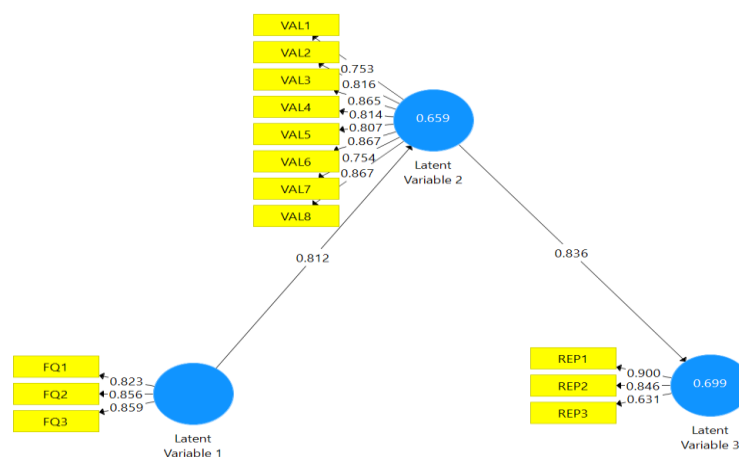 VAL1
VAL2
VAL3
VAL4
VAL5
VAL6
VAL7
VAL8
0.753
0.816
0.865
0.814
0.807
0.867
0.754
0.867
0.659
Latent
Variable 2
0.812
0.836
FQ1
FQ2
FQ3
0.823
0.856
0.859
Latent
Variable 1
REP1
REP2
REP3
0.900
0.846
0.631
0.699
Latent
Variable 3